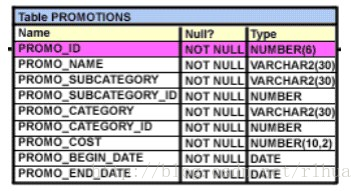 Table PROMOTIONS
Name Null? Type
PROMO_ID NOT NULL NUMBER(6)
PROMO_NAME NOT NULL VARCHAR2(30)
PROMO_SUBCATEGORY NOT NULL VARCHAR2(30)
PROMO_SUBCATEGORY_ID NOT NULL NUMBER
PROMO_CATEGORY NOT NULL VARCHAR2(30)
PROMO_CATEGORY_ID NOT NULL NUMBER
PROMO_COST NOT NULL NUMBER(10,2)
PROMO_BEGIN_DATE NOT NULL DATE
PROMO_END_DATE NOT NULL DATE